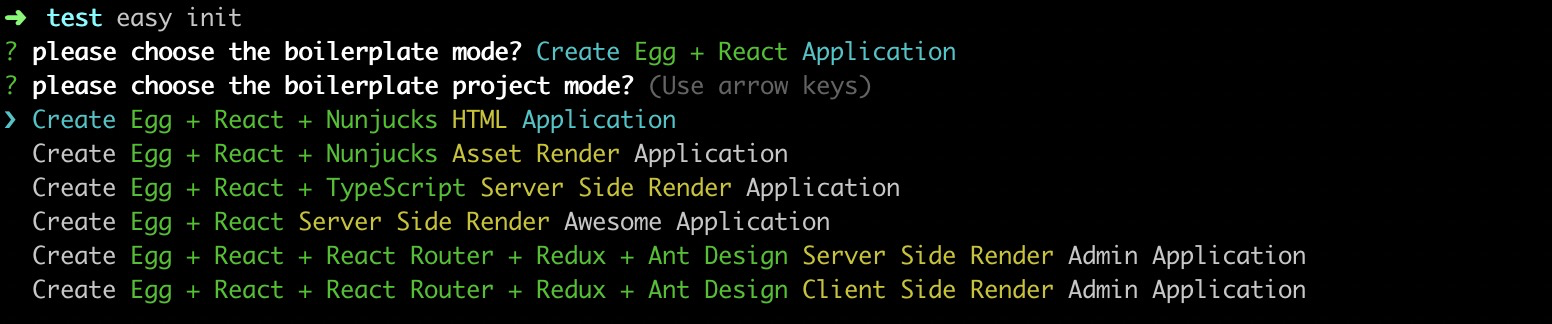 ➜ test easy init
? please choose the boilerplate mode? Create Egg + React Application
? please choose the boilerplate project mode? (Use arrow keys)
❯ Create Egg + React + Nunjucks HTML Application
Create Egg + React + Nunjucks Asset Render Application
Create Egg + React + TypeScript Server Side Render Application
Create Egg + React Server Side Render Awesome Application
Create Egg + React + React Router + Redux + Ant Design Server Side Render Admin Application
Create Egg + React + React Router + Redux + Ant Design Client Side Render Admin Application